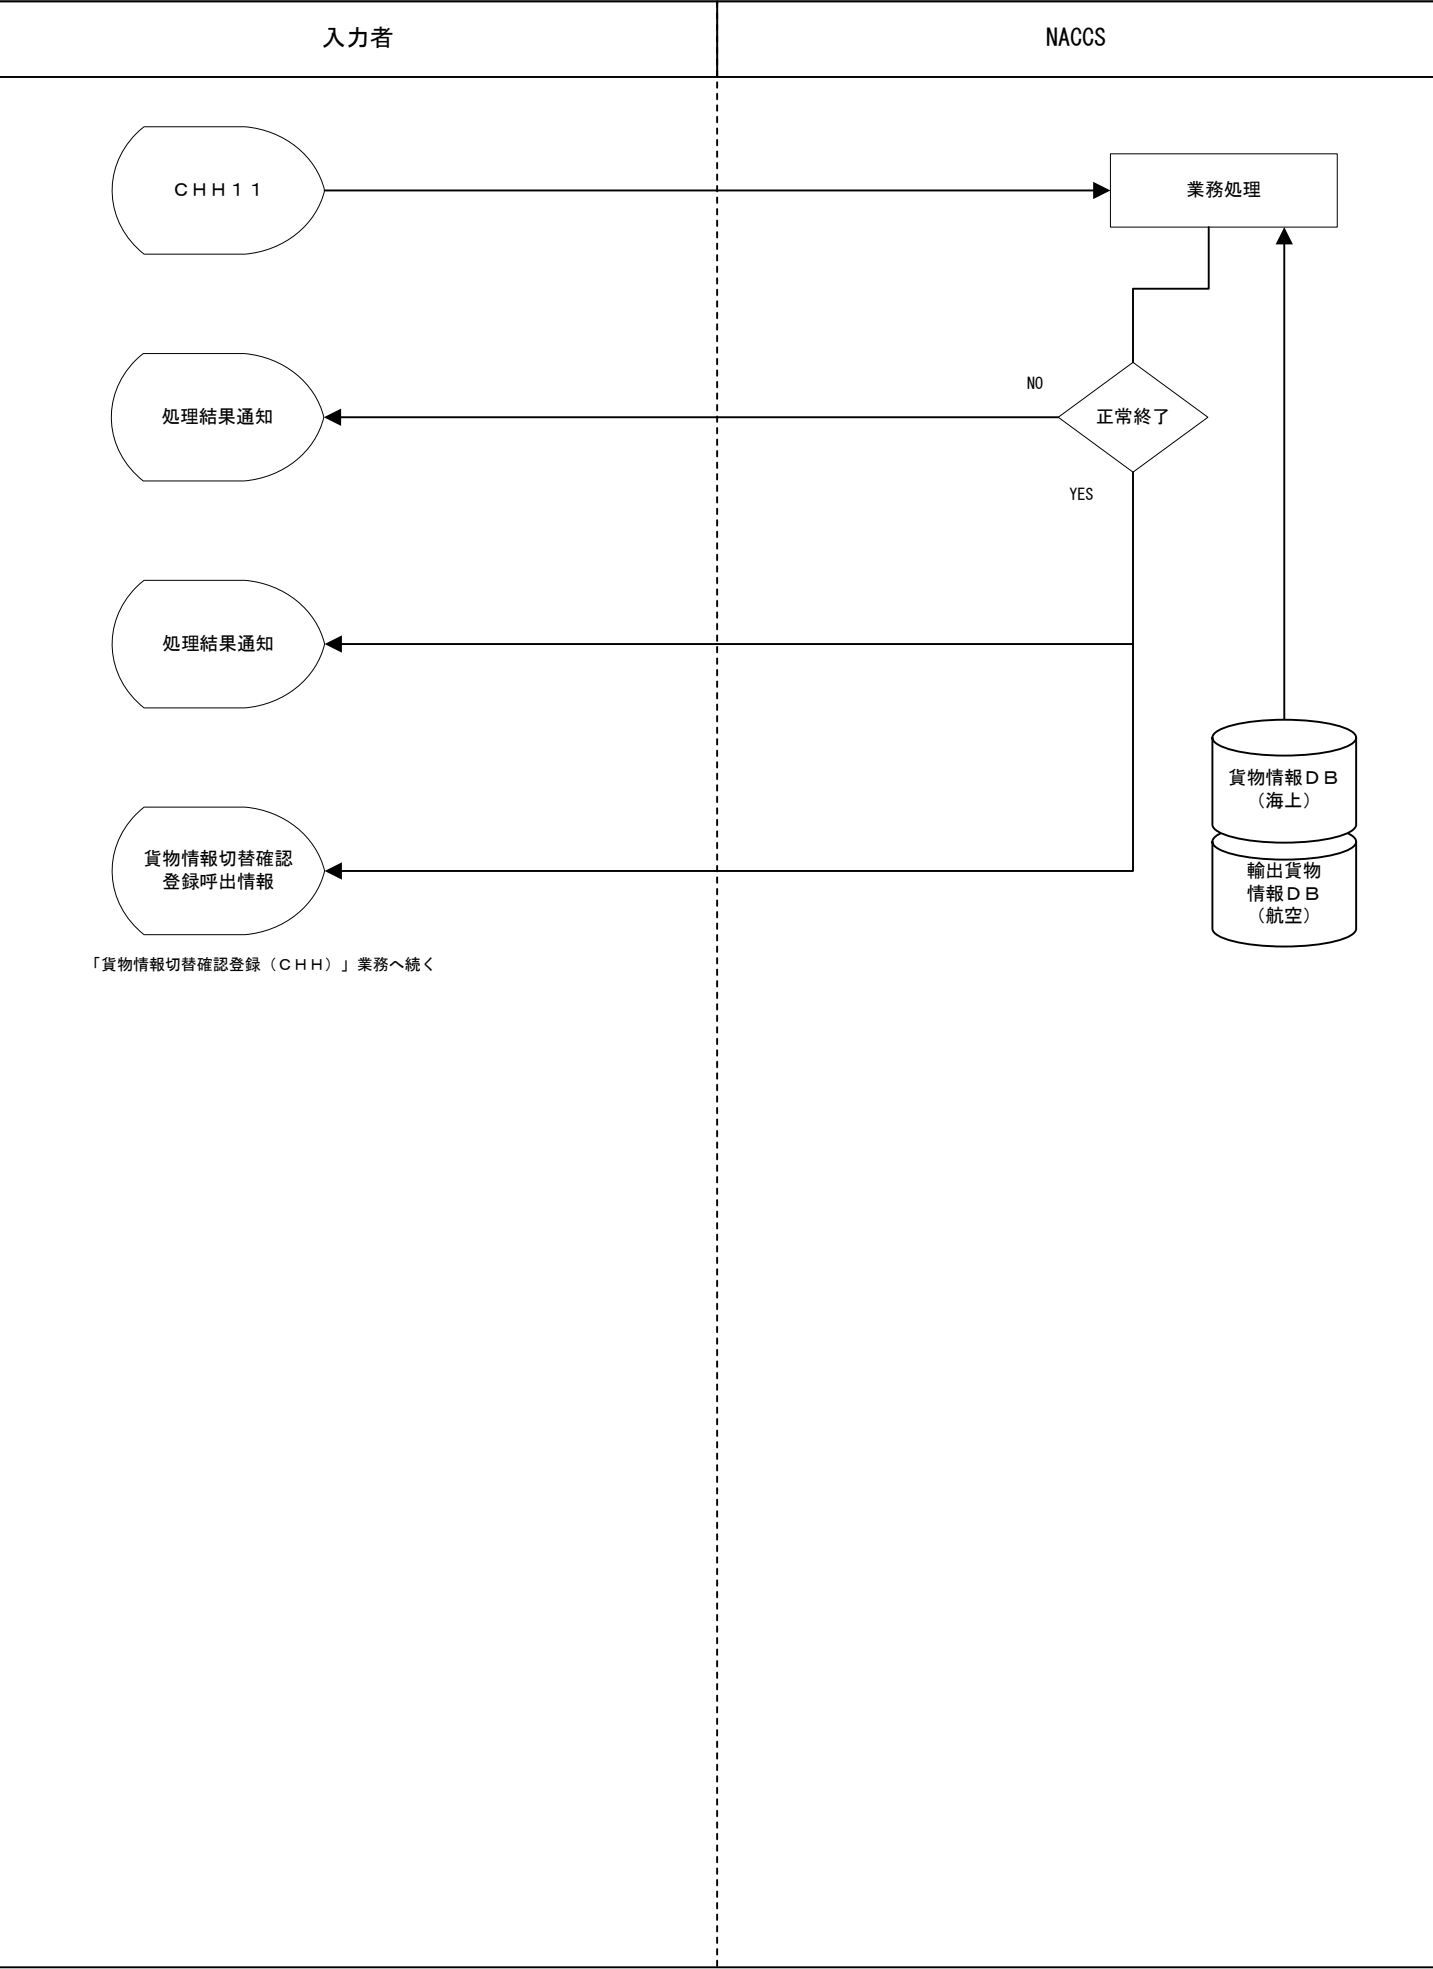 入力者
NACCS
ＣＨＨ１１
業務処理
NO
処理結果通知
正常終了
YES
処理結果通知
貨物情報ＤＢ
（海上）
貨物情報切替確認
登録呼出情報
輸出貨物
情報ＤＢ
（航空）
「貨物情報切替確認登録（ＣＨＨ）」業務へ続く